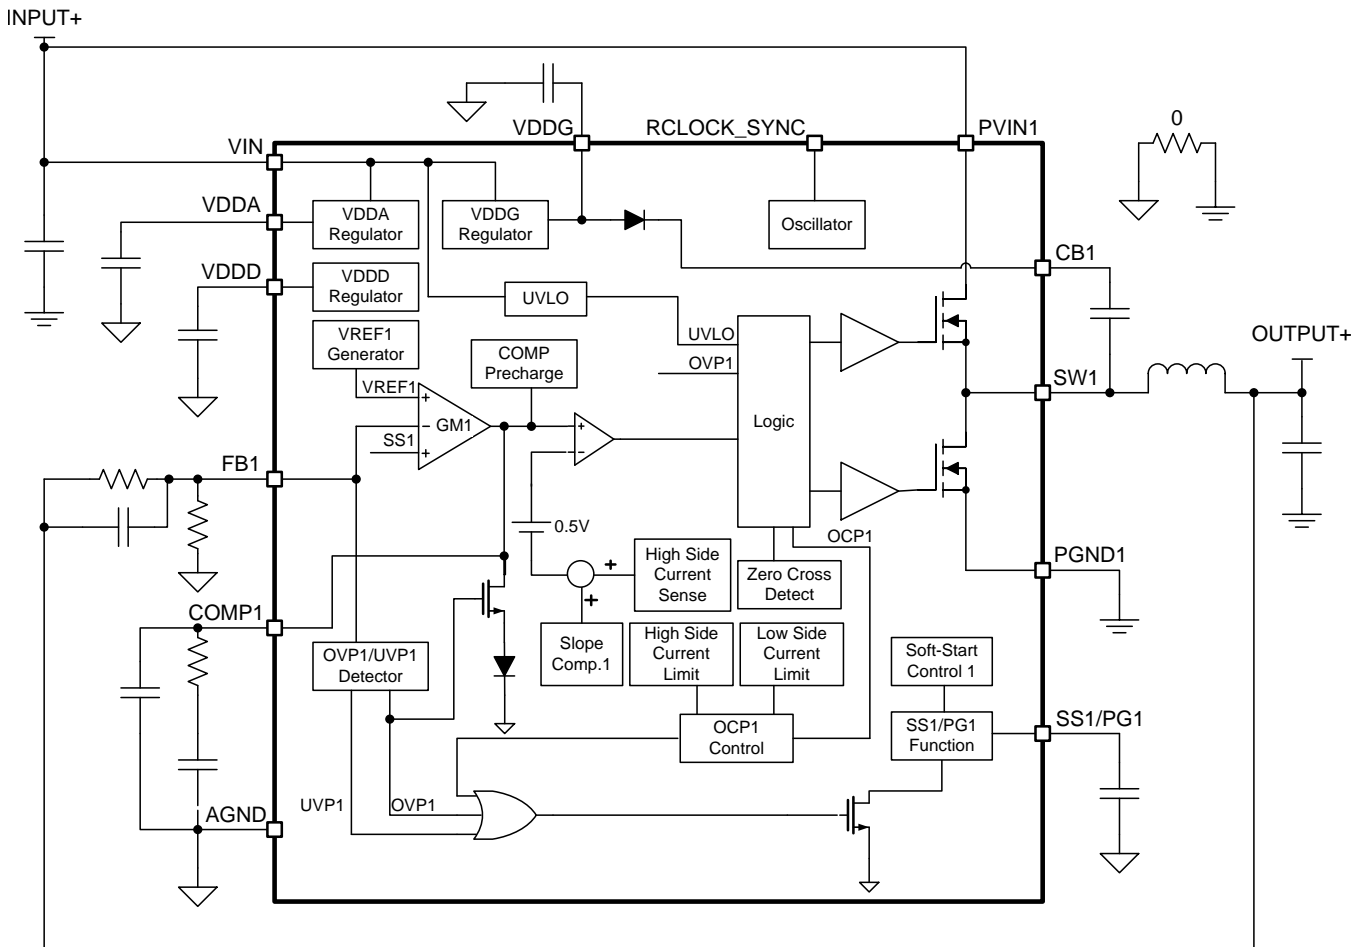 INPUT+
VDDG
RCLOCK_SYNC
PVIN1
0
VIN
VDDA
VDDA
Regulator
VDDG
Regulator
Oscillator
CB1
VDDD
VDDD
Regulator
UVLO
VREF1
Generator
COMP
Precharge
UVLO
OVP1
OUTPUT+
VREF1
+
−
GM1
SS1
+
+
−
Logic
SW1
FB1
0.5V
OCP1
High Side
Current
Sense
Zero Cross
Detect
PGND1
+
+
COMP1
Slope
Comp.1
High Side
Current
Limit
Low Side
Current
Limit
Soft-Start
Control 1
OVP1/UVP1
Detector
OCP1
Control
SS1/PG1
Function
SS1/PG1
UVP1
OVP1
AGND